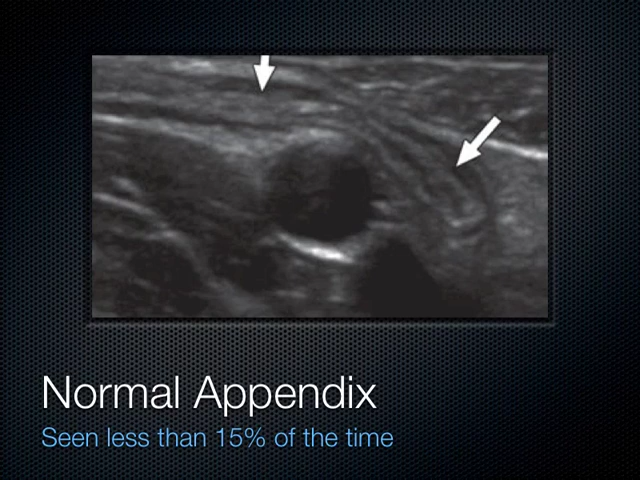 Normal Appendix
Seen less than 15% of the time